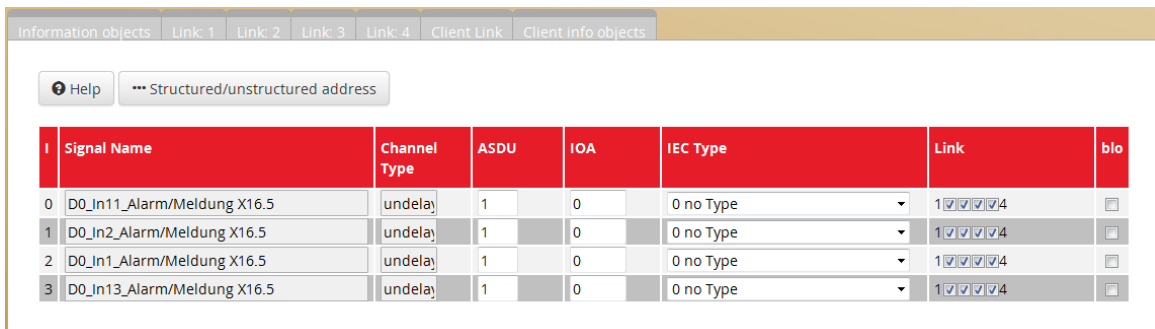 Information objects Link: 1 Link: 2 Link: 3 Link: 4 Client Link Client info objects
Help ••• Structured/unstructured address
I Signal Name Channel Type ASDU IOA IEC Type Link blo
0 D0_In11_Alarm/Meldung X16.5 undelay 1 0 0 no Type 1 4
1 D0_In2_Alarm/Meldung X16.5 undelay 1 0 0 no Type 1 4
2 D0_In1_Alarm/Meldung X16.5 undelay 1 0 0 no Type 1 4
3 D0_In13_Alarm/Meldung X16.5 undelay 1 0 0 no Type 1 4